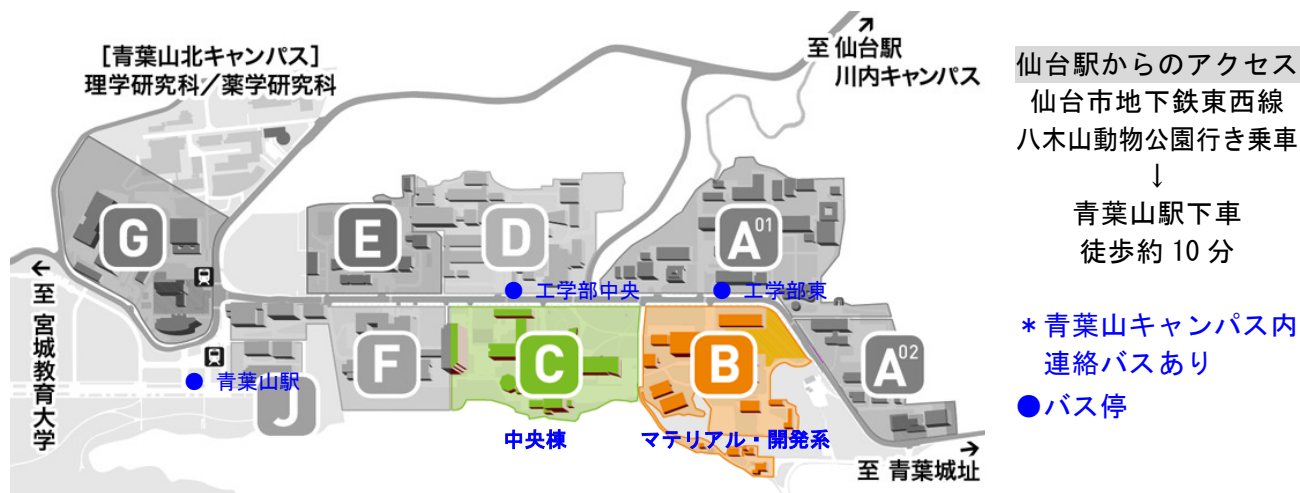 [青葉山北キャンパス]
理学研究科／薬学研究科
↗
至 仙台駅
川内キャンパス
G
E
D
A01
工学部中央
工学部東
←
至 宮城教育大学
青葉山駅
J
F
C
B
A02
中央棟
マテリアル・開発系
→
至 青葉城址
仙台駅からのアクセス
仙台市地下鉄東西線
八木山動物公園行き乗車
↓
青葉山駅下車
徒歩約 10 分
＊青葉山キャンパス内
連絡バスあり
●バス停